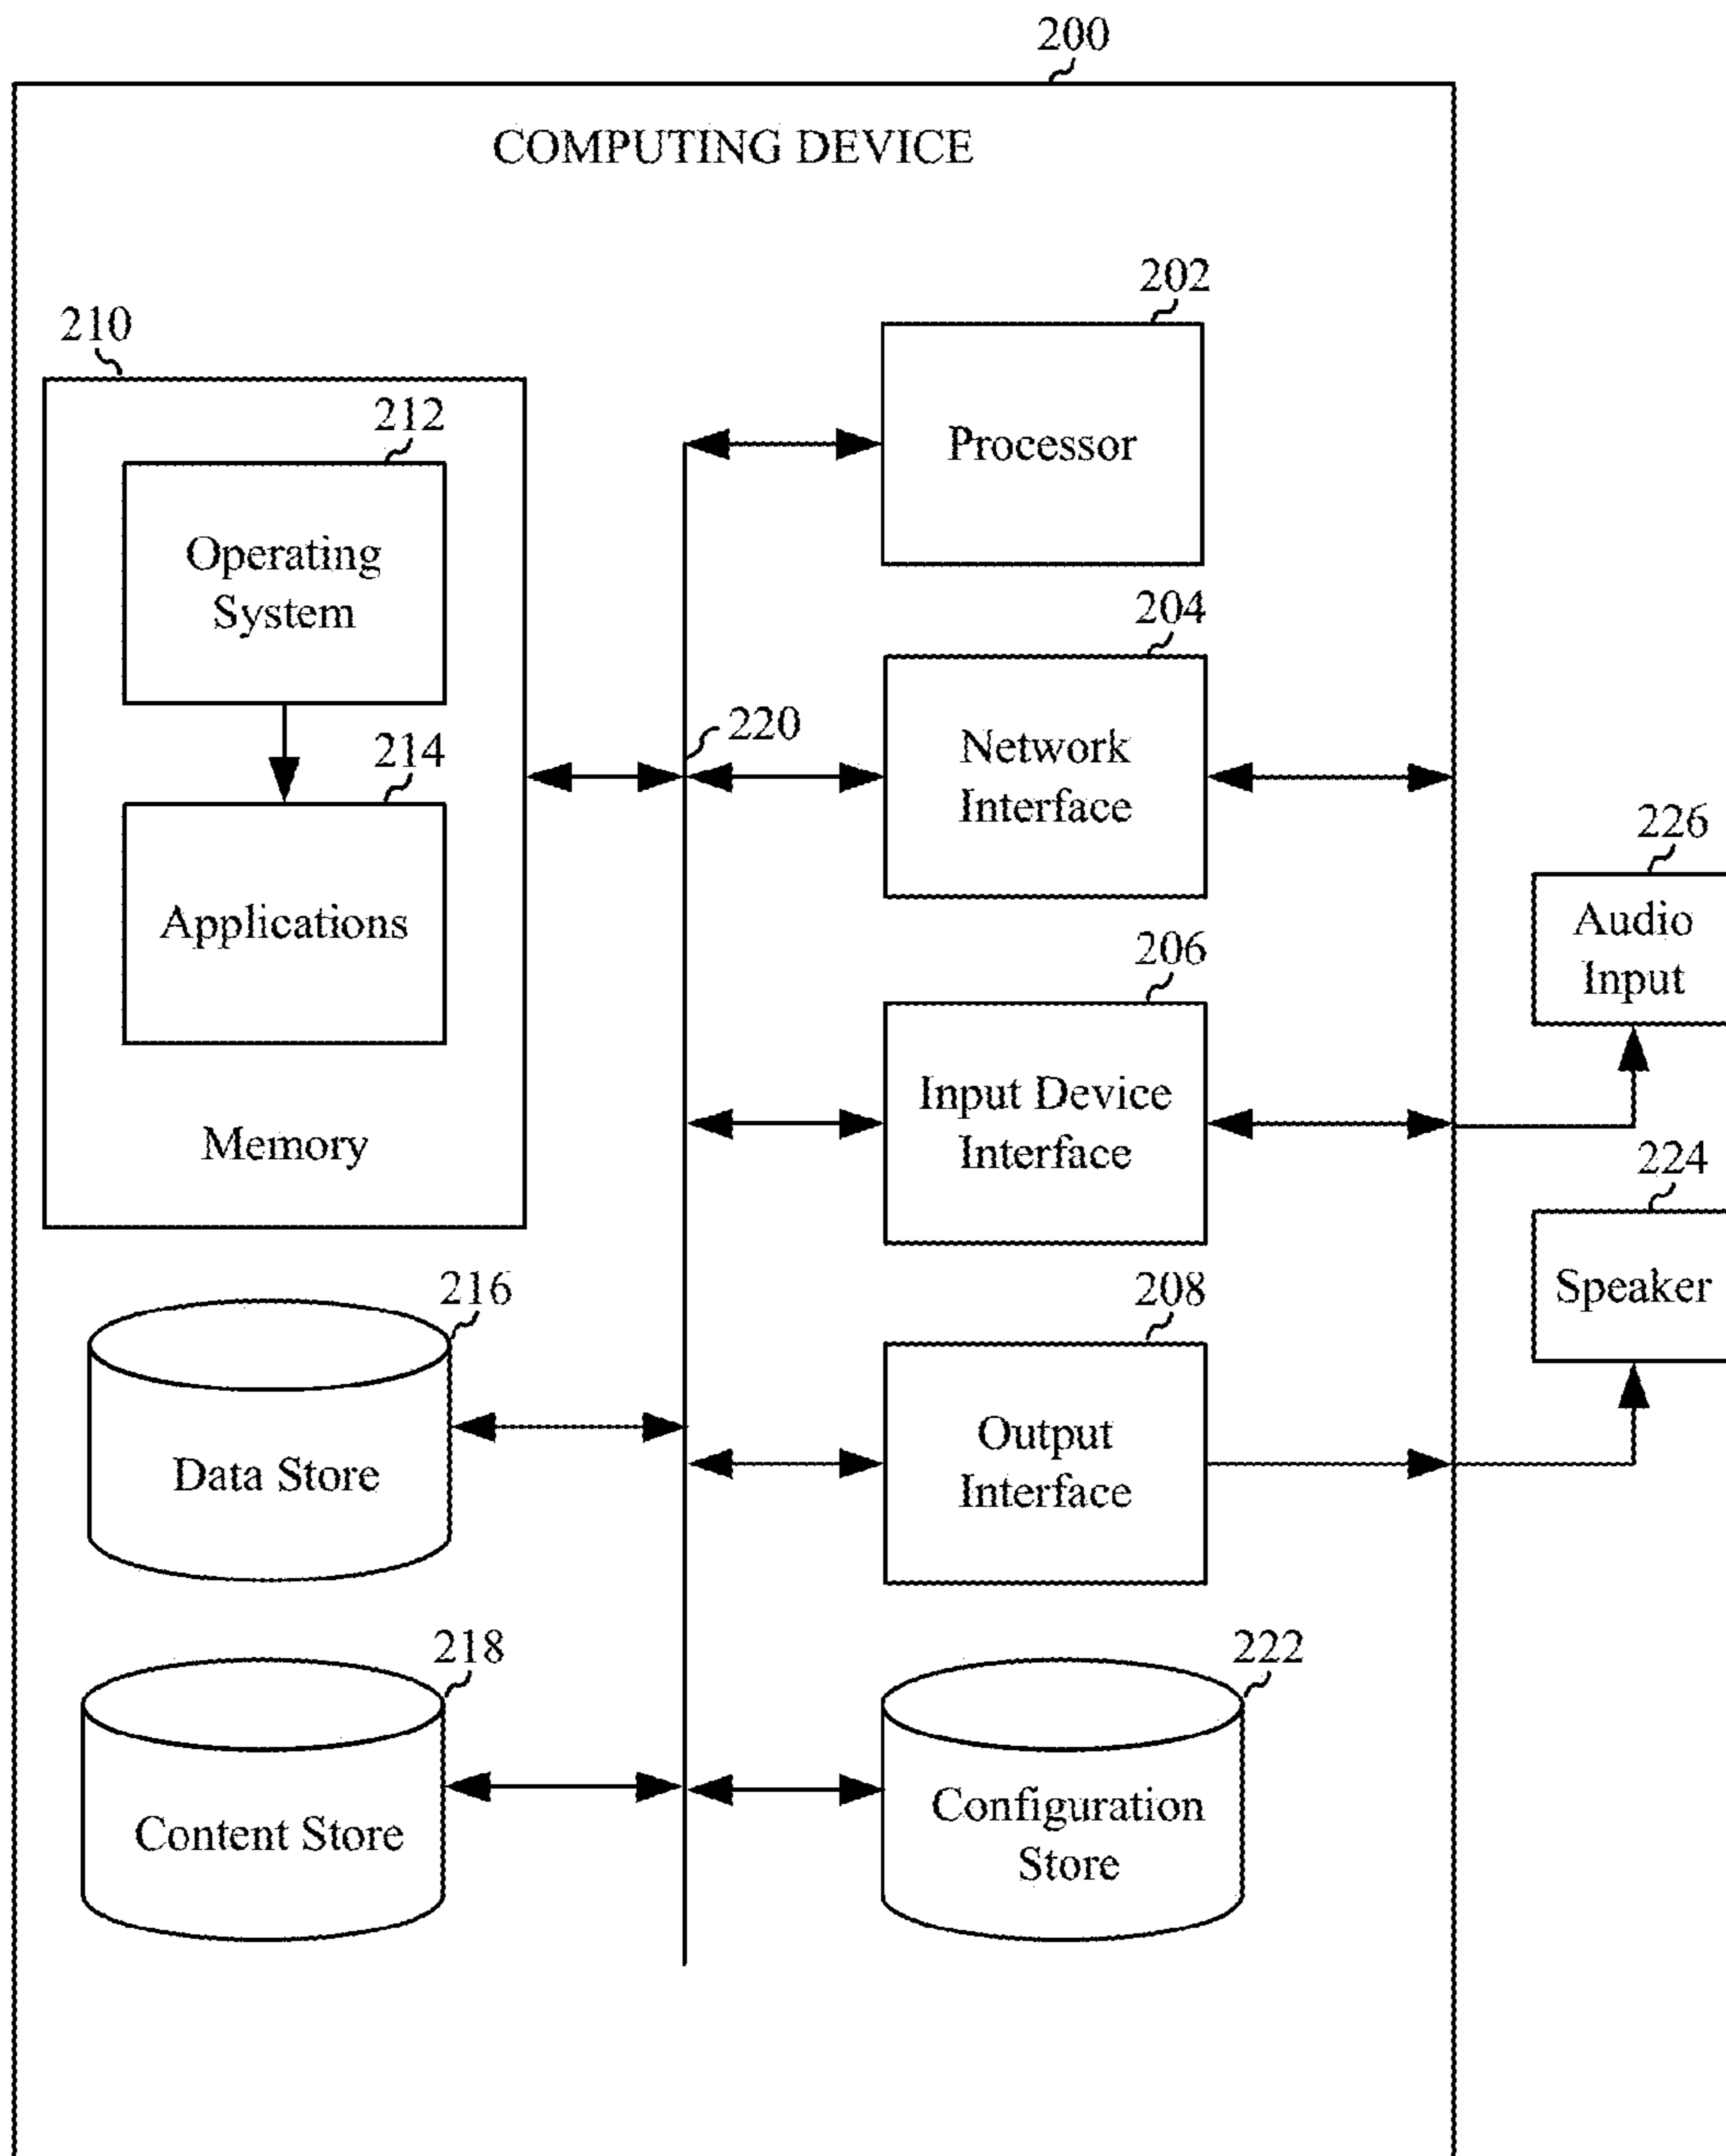 200
COMPUTING DEVICE
202
210
212
Processor
Operating
System
204
220
Network
Interface
214
Applications
226
Audio
Input
206
Input Device
Interface
Memory
224
Speaker
216
208
Data Store
Output
Interface
218
222
Content Store
Configuration
Store